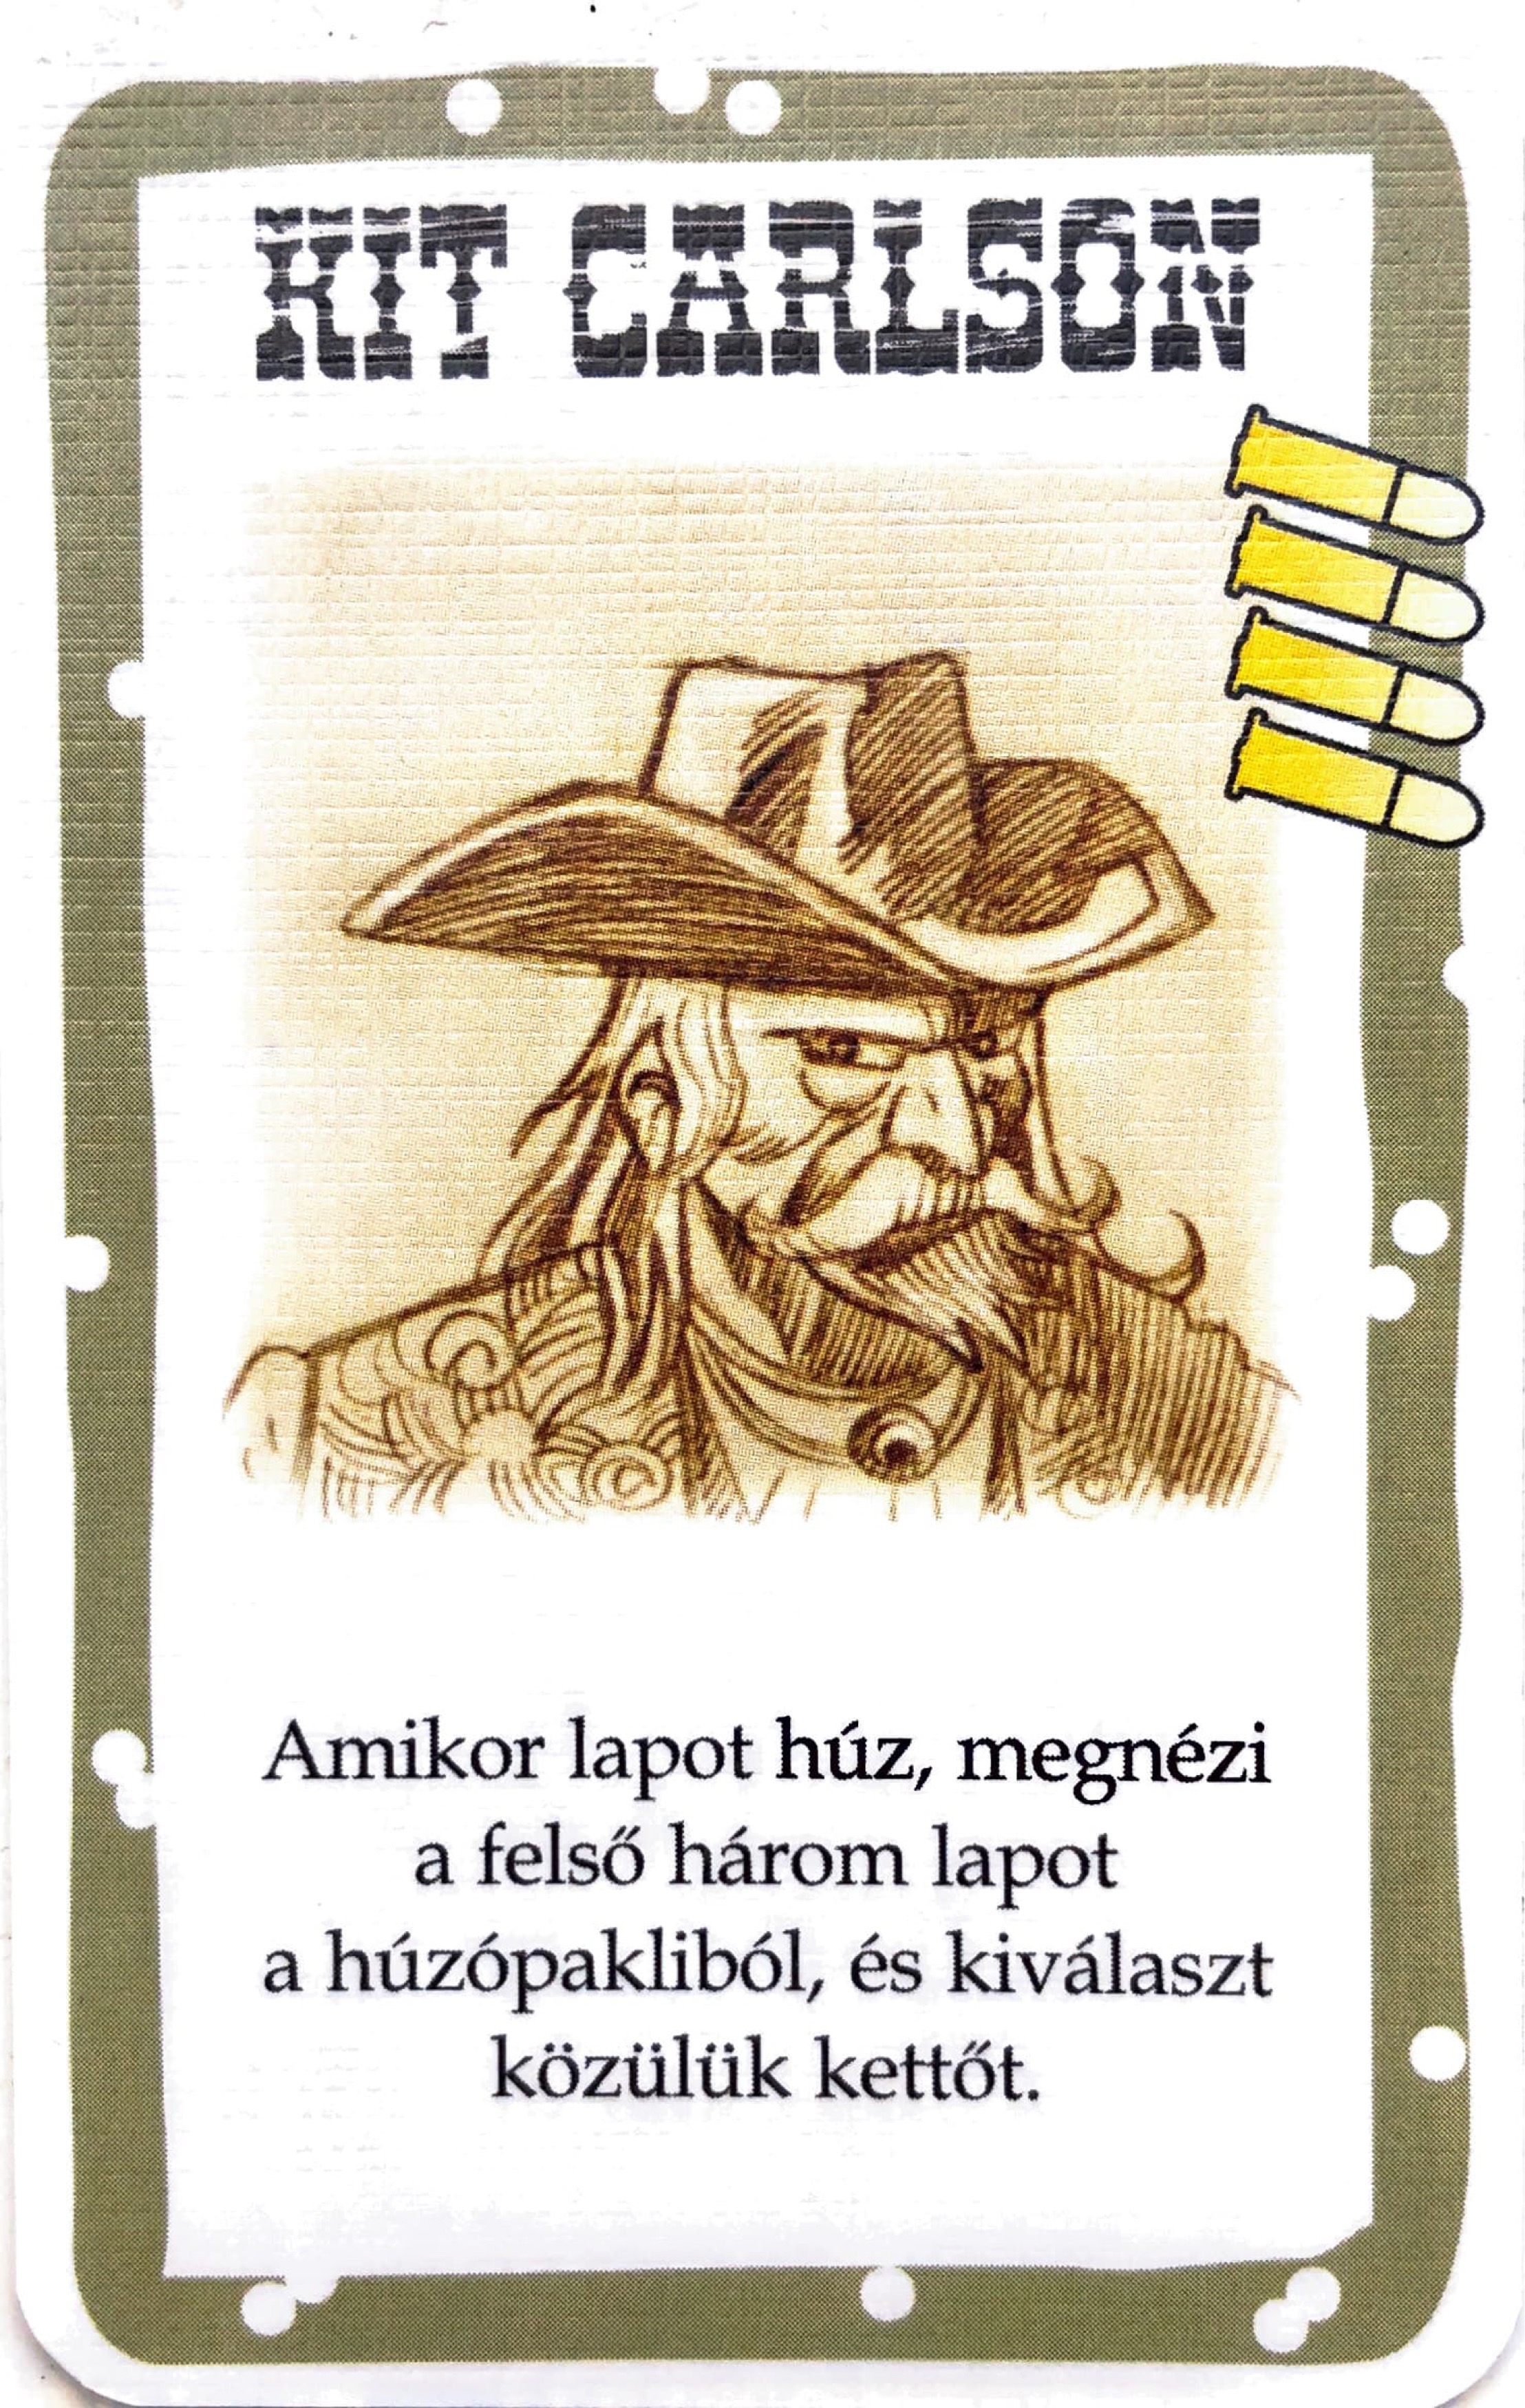 KIT CARLSON
Amikor lapot húz, megnézi
a felső három lapot
a húzópakliból, és kiválaszt
közülük kettőt.